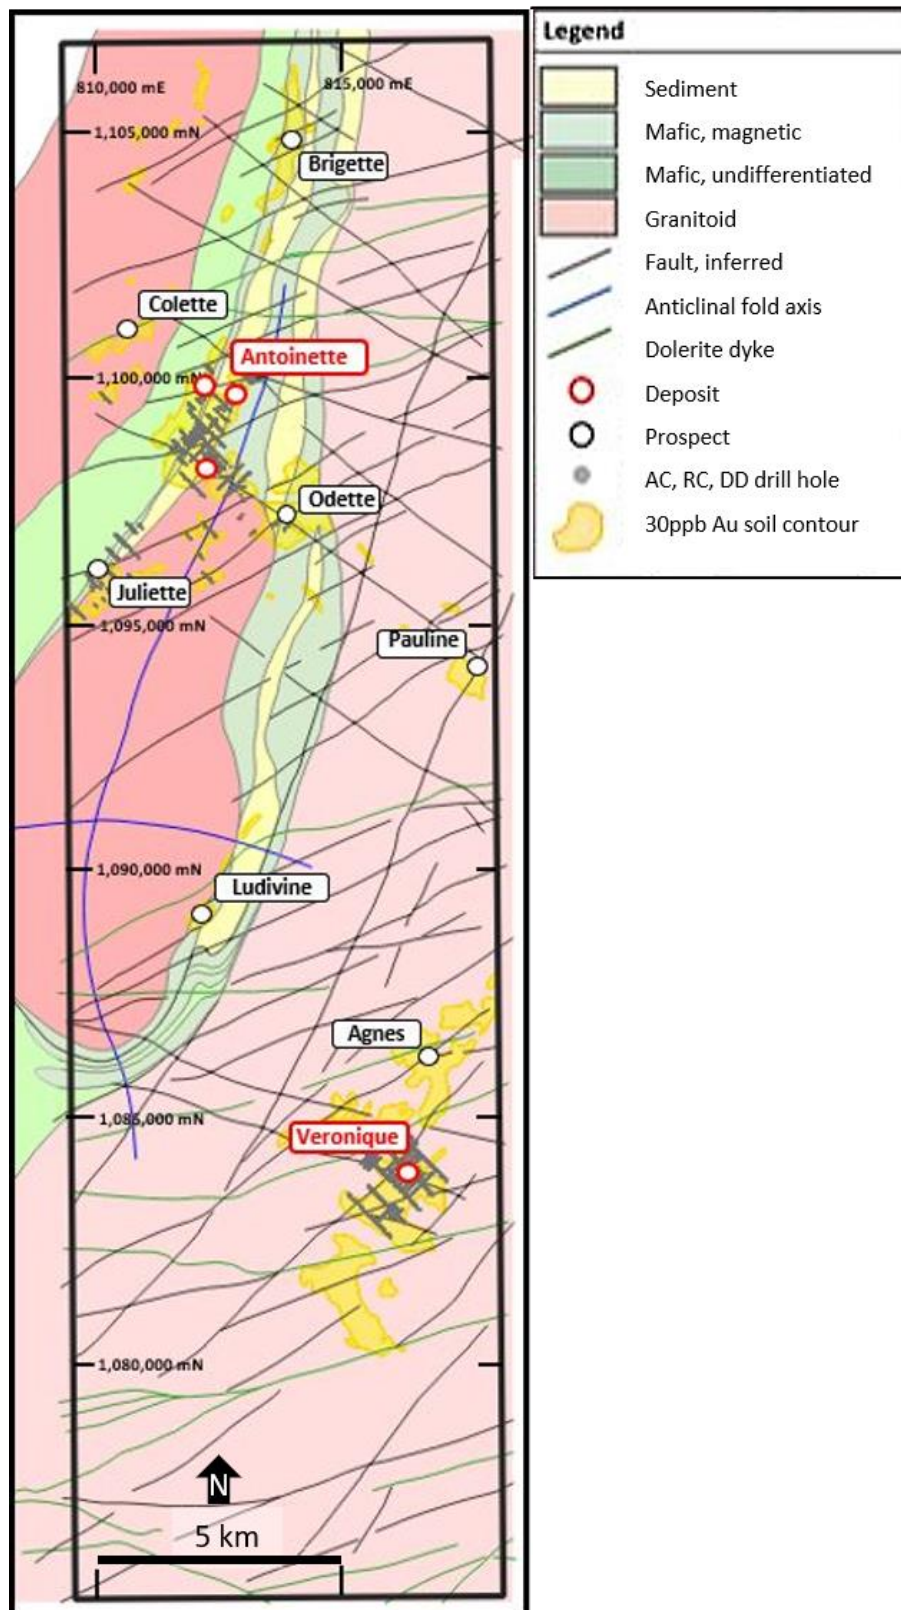 810,000 mE
815,000 mE
1,105,000 mN
Brigette
Colette
Antoinette
1,100,000 mN
Odette
Juliette
1,095,000 mN
Pauline
1,090,000 mN
Ludivine
Agnes
1,085,000 mN
Veronique
1,080,000 mN
N
5 km
Legend
Sediment
Mafic, magnetic
Mafic, undifferentiated
Granitoid
Fault, inferred
Anticlinal fold axis
Dolerite dyke
Deposit
Prospect
AC, RC, DD drill hole
30ppb Au soil contour